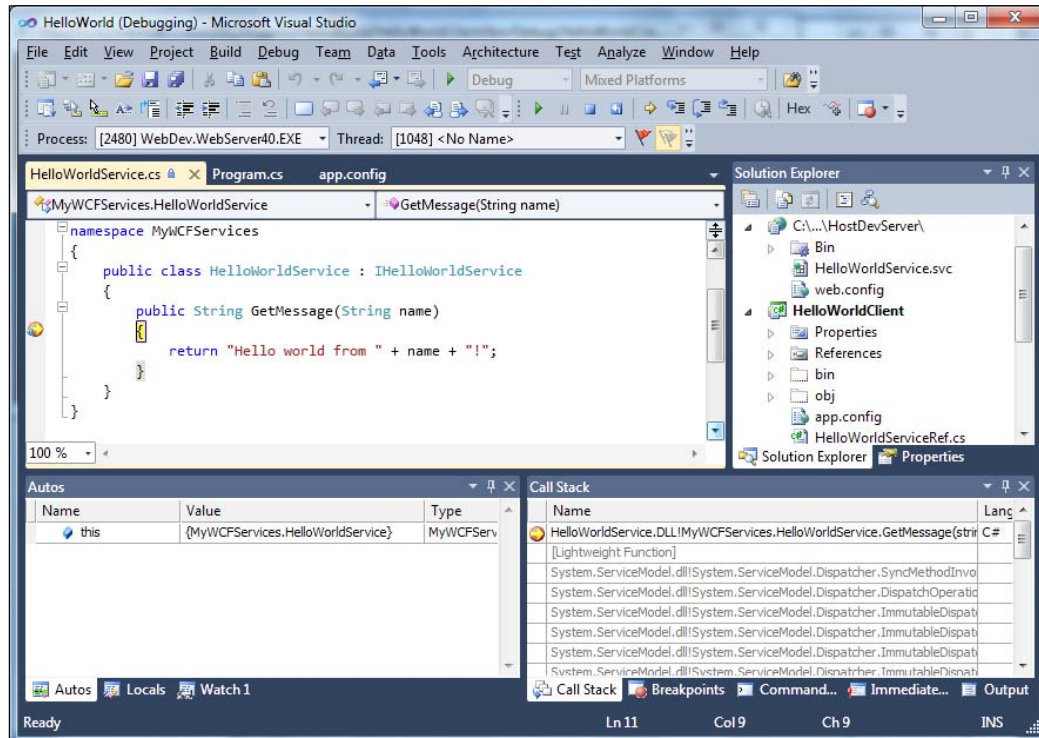 HelloWorld (Debugging) - Microsoft Visual Studio
File Edit View Project Build Debug Team Data Tools Architecture Test Analyze Window Help
Debug Mixed Platforms
Hex
Process: [2480] WebDev.WebServer40.EXE Thread: [1048] <No Name>
HelloWorldService.cs Program.cs app.config
MyWCFServices.HelloWorldService GetMessage(String name)
namespace MyWCFServices
{
public class HelloWorldService : IHelloWorldService
{
public String GetMessage(String name)
{
return "Hello world from " + name + "!";
}
}
}
100 %
Solution Explorer
C:\...\HostDevServer\
Bin
HelloWorldService.svc
web.config
HelloWorldClient
Properties
References
bin
obj
app.config
HelloWorldServiceRef.cs
Solution Explorer Properties
Autos
Name Value Type
this {MyWCFServices.HelloWorldService} MyWCFServ
Autos Locals Watch 1
Call Stack
Name Lang
HelloWorldService.DLL!MyWCFServices.HelloWorldService.GetMessage(strin C#
[Lightweight Function]
System.ServiceModel.dll!System.ServiceModel.Dispatcher.SyncMethodInvo
System.ServiceModel.dll!System.ServiceModel.Dispatcher.DispatchOperatio
System.ServiceModel.dll!System.ServiceModel.Dispatcher.ImmutableDispat
System.ServiceModel.dll!System.ServiceModel.Dispatcher.ImmutableDispat
System.ServiceModel.dll!System.ServiceModel.Dispatcher.ImmutableDispat
System.ServiceModel.dll!System.ServiceModel.Dispatcher.ImmutableDispat
Call Stack Breakpoints Command... Immediate... Output
Ready Ln 11 Col 9 Ch 9 INS